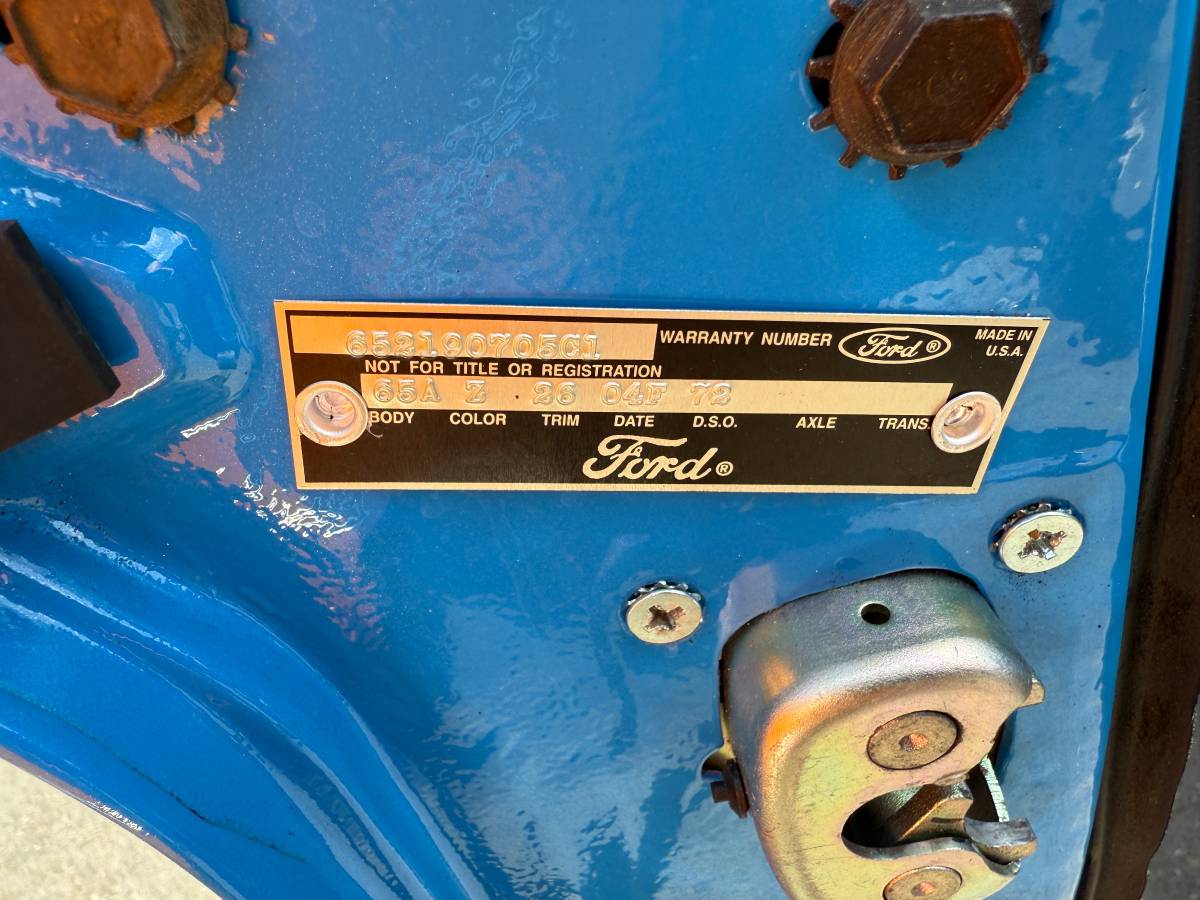 652190705C1
WARRANTY NUMBER
Ford ®
MADE IN
U.S.A.
NOT FOR TITLE OR REGISTRATION
65A Z 26 04F 72
BODY COLOR TRIM DATE D.S.O. AXLE TRANS.
Ford ®